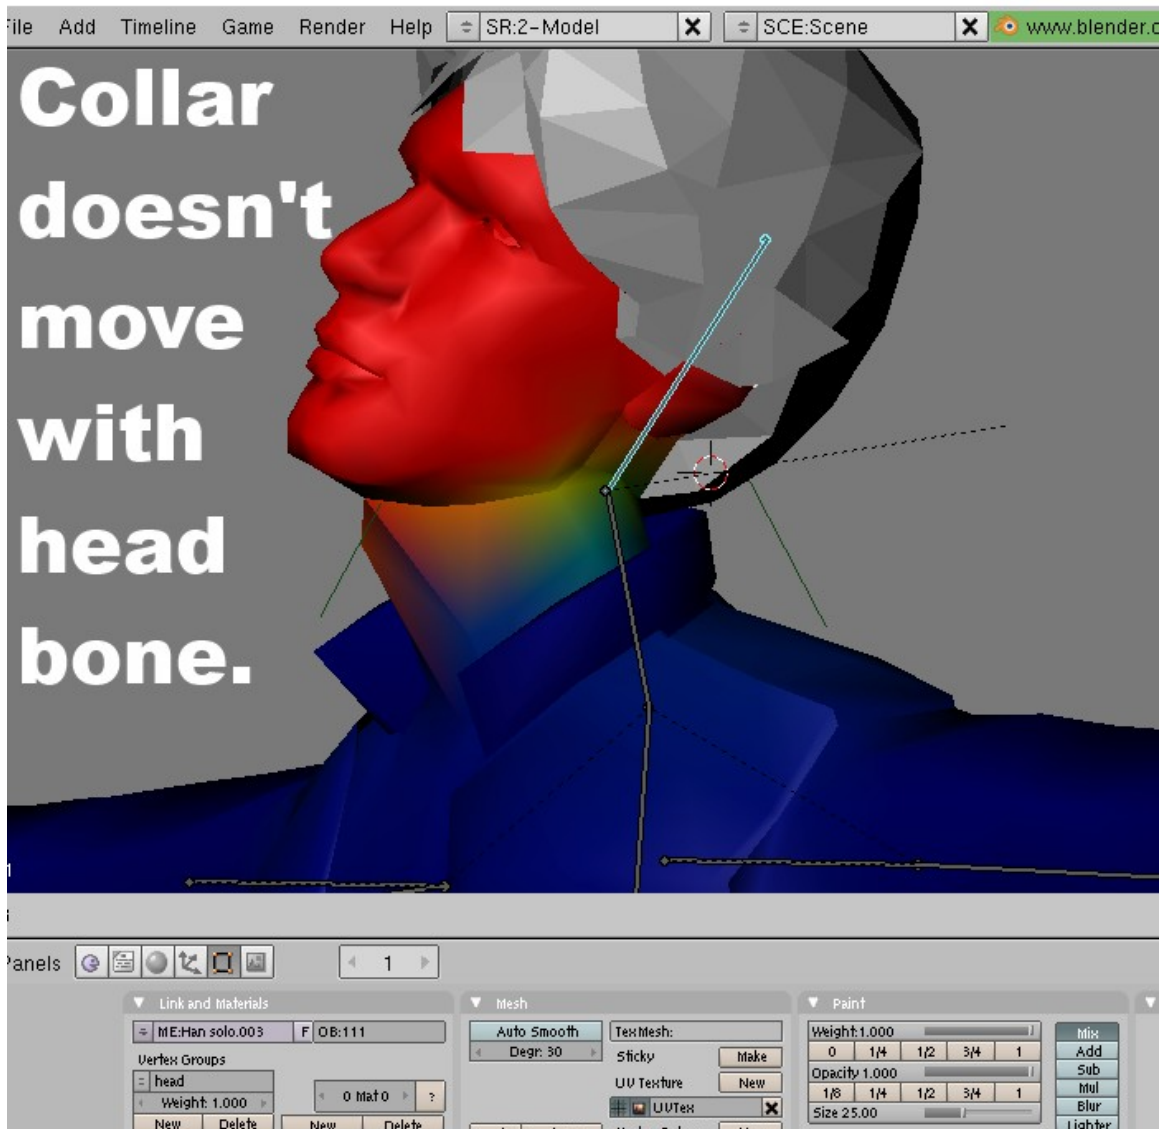 File Add Timeline Game Render Help SR:2-Model SCE:Scene www.blender.
Collar
doesn't
move
with
head
bone.
Panels 1
Link and Materials Mesh Paint
ME:Han solo.003 F OB:111 Auto Smooth TexMesh: Weight:1.000 Mix
Vertex Groups Degr: 30 Sticky Make 0 1/4 1/2 3/4 1 Add
head UV Texture New Opacity 1.000 Sub
Weight: 1.000 0 Mat 0 ? UVTex 1/8 1/4 1/2 3/4 1 Mul
Size 25.00 Blur
New Delete New Delete Lighter